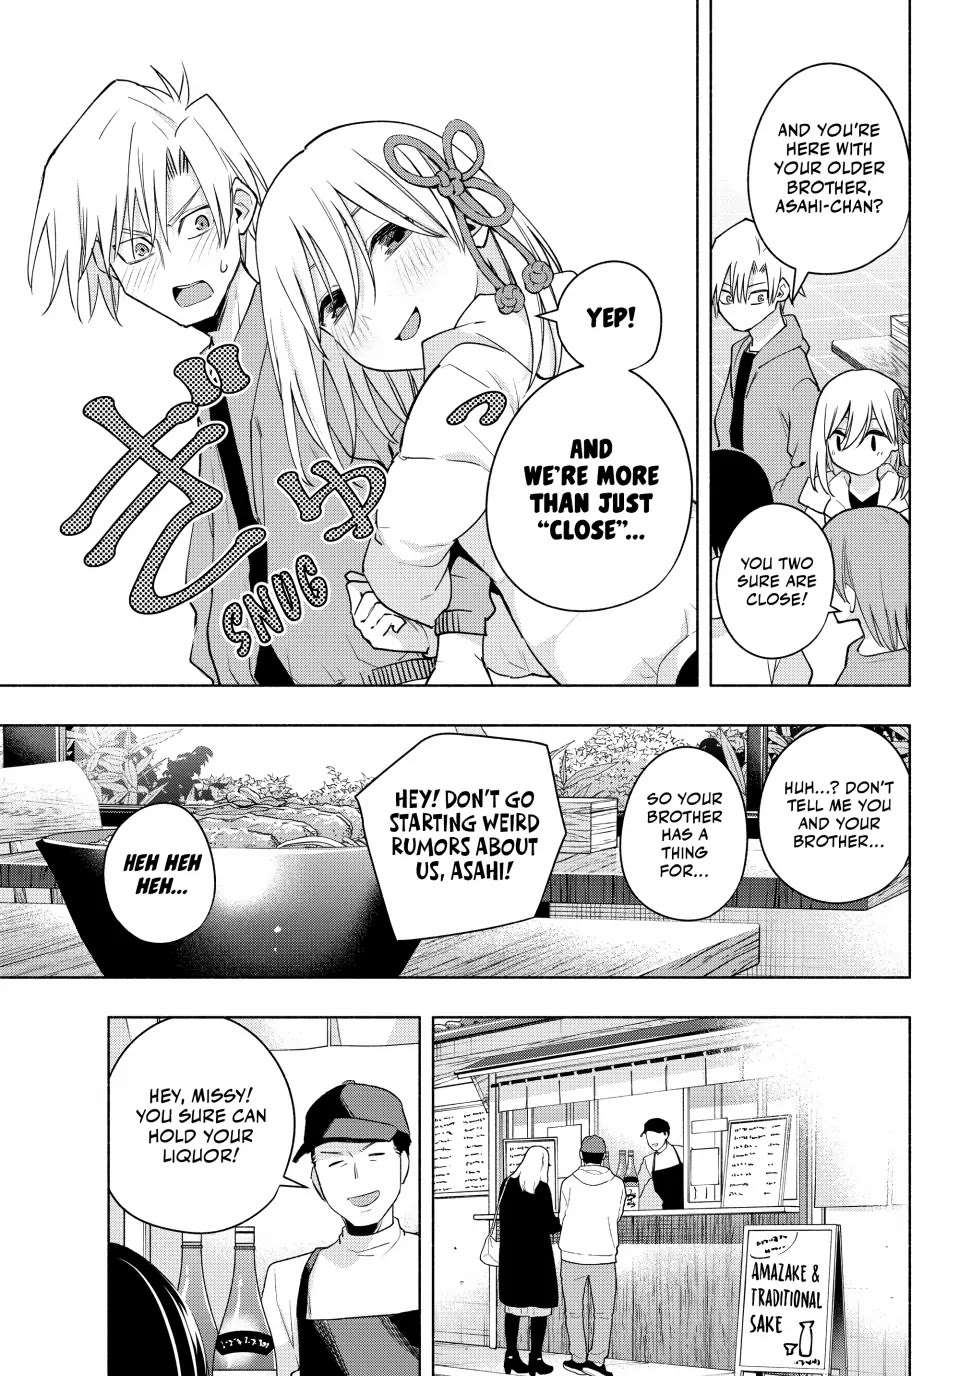 AND YOU'RE
HERE WITH
YOUR OLDER
BROTHER,
ASAHI-CHAN?
YOU TWO
SURE ARE
CLOSE!
YEP!
AND
WE'RE MORE
THAN JUST
"CLOSE"...
ぎゅっ
SNUG
HUH...? DON'T
TELL ME YOU
AND YOUR
BROTHER...
SO YOUR
BROTHER
HAS A
THING
FOR...
HEY! DON'T GO
STARTING WEIRD
RUMORS ABOUT
US, ASAHI!
HEH HEH
HEH...
AMAZAKE &
TRADITIONAL
SAKE
HEY, MISSY!
YOU SURE CAN
HOLD YOUR
LIQUOR!